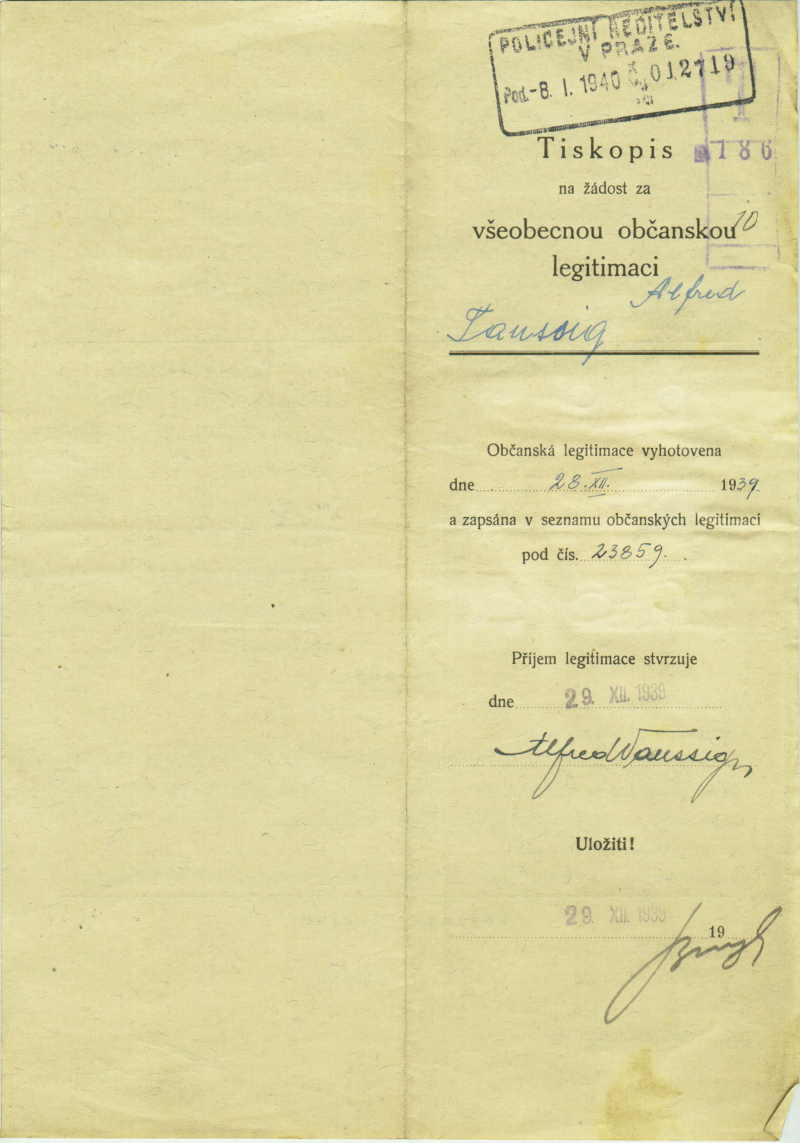 POLICEJNÍ ŘEDITELSTVÍ
V PRAZE.
Pod. -8. I. 1940 Č. 012719
Tiskopis
186
na žádost za
všeobecnou občanskou
10
legitimaci
Alfred
Taussig
Občanská legitimace vyhotovena
dne 28. XII. 1939.
a zapsána v seznamu občanských legitimací
pod čís. 23859.
Příjem legitimace stvrzuje
dne 29. XII. 1939
Alfred Taussig
Uložiti!
29. XII. 1939
19